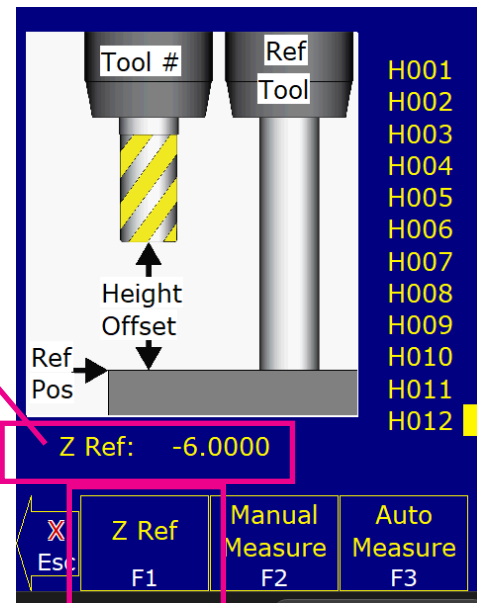 Tool #
Ref
Tool
Height
Offset
Ref
Pos
H001
H002
H003
H004
H005
H006
H007
H008
H009
H010
H011
H012
Z Ref: -6.0000
X
Esc
Z Ref
F1
Manual
Measure
F2
Auto
Measure
F3